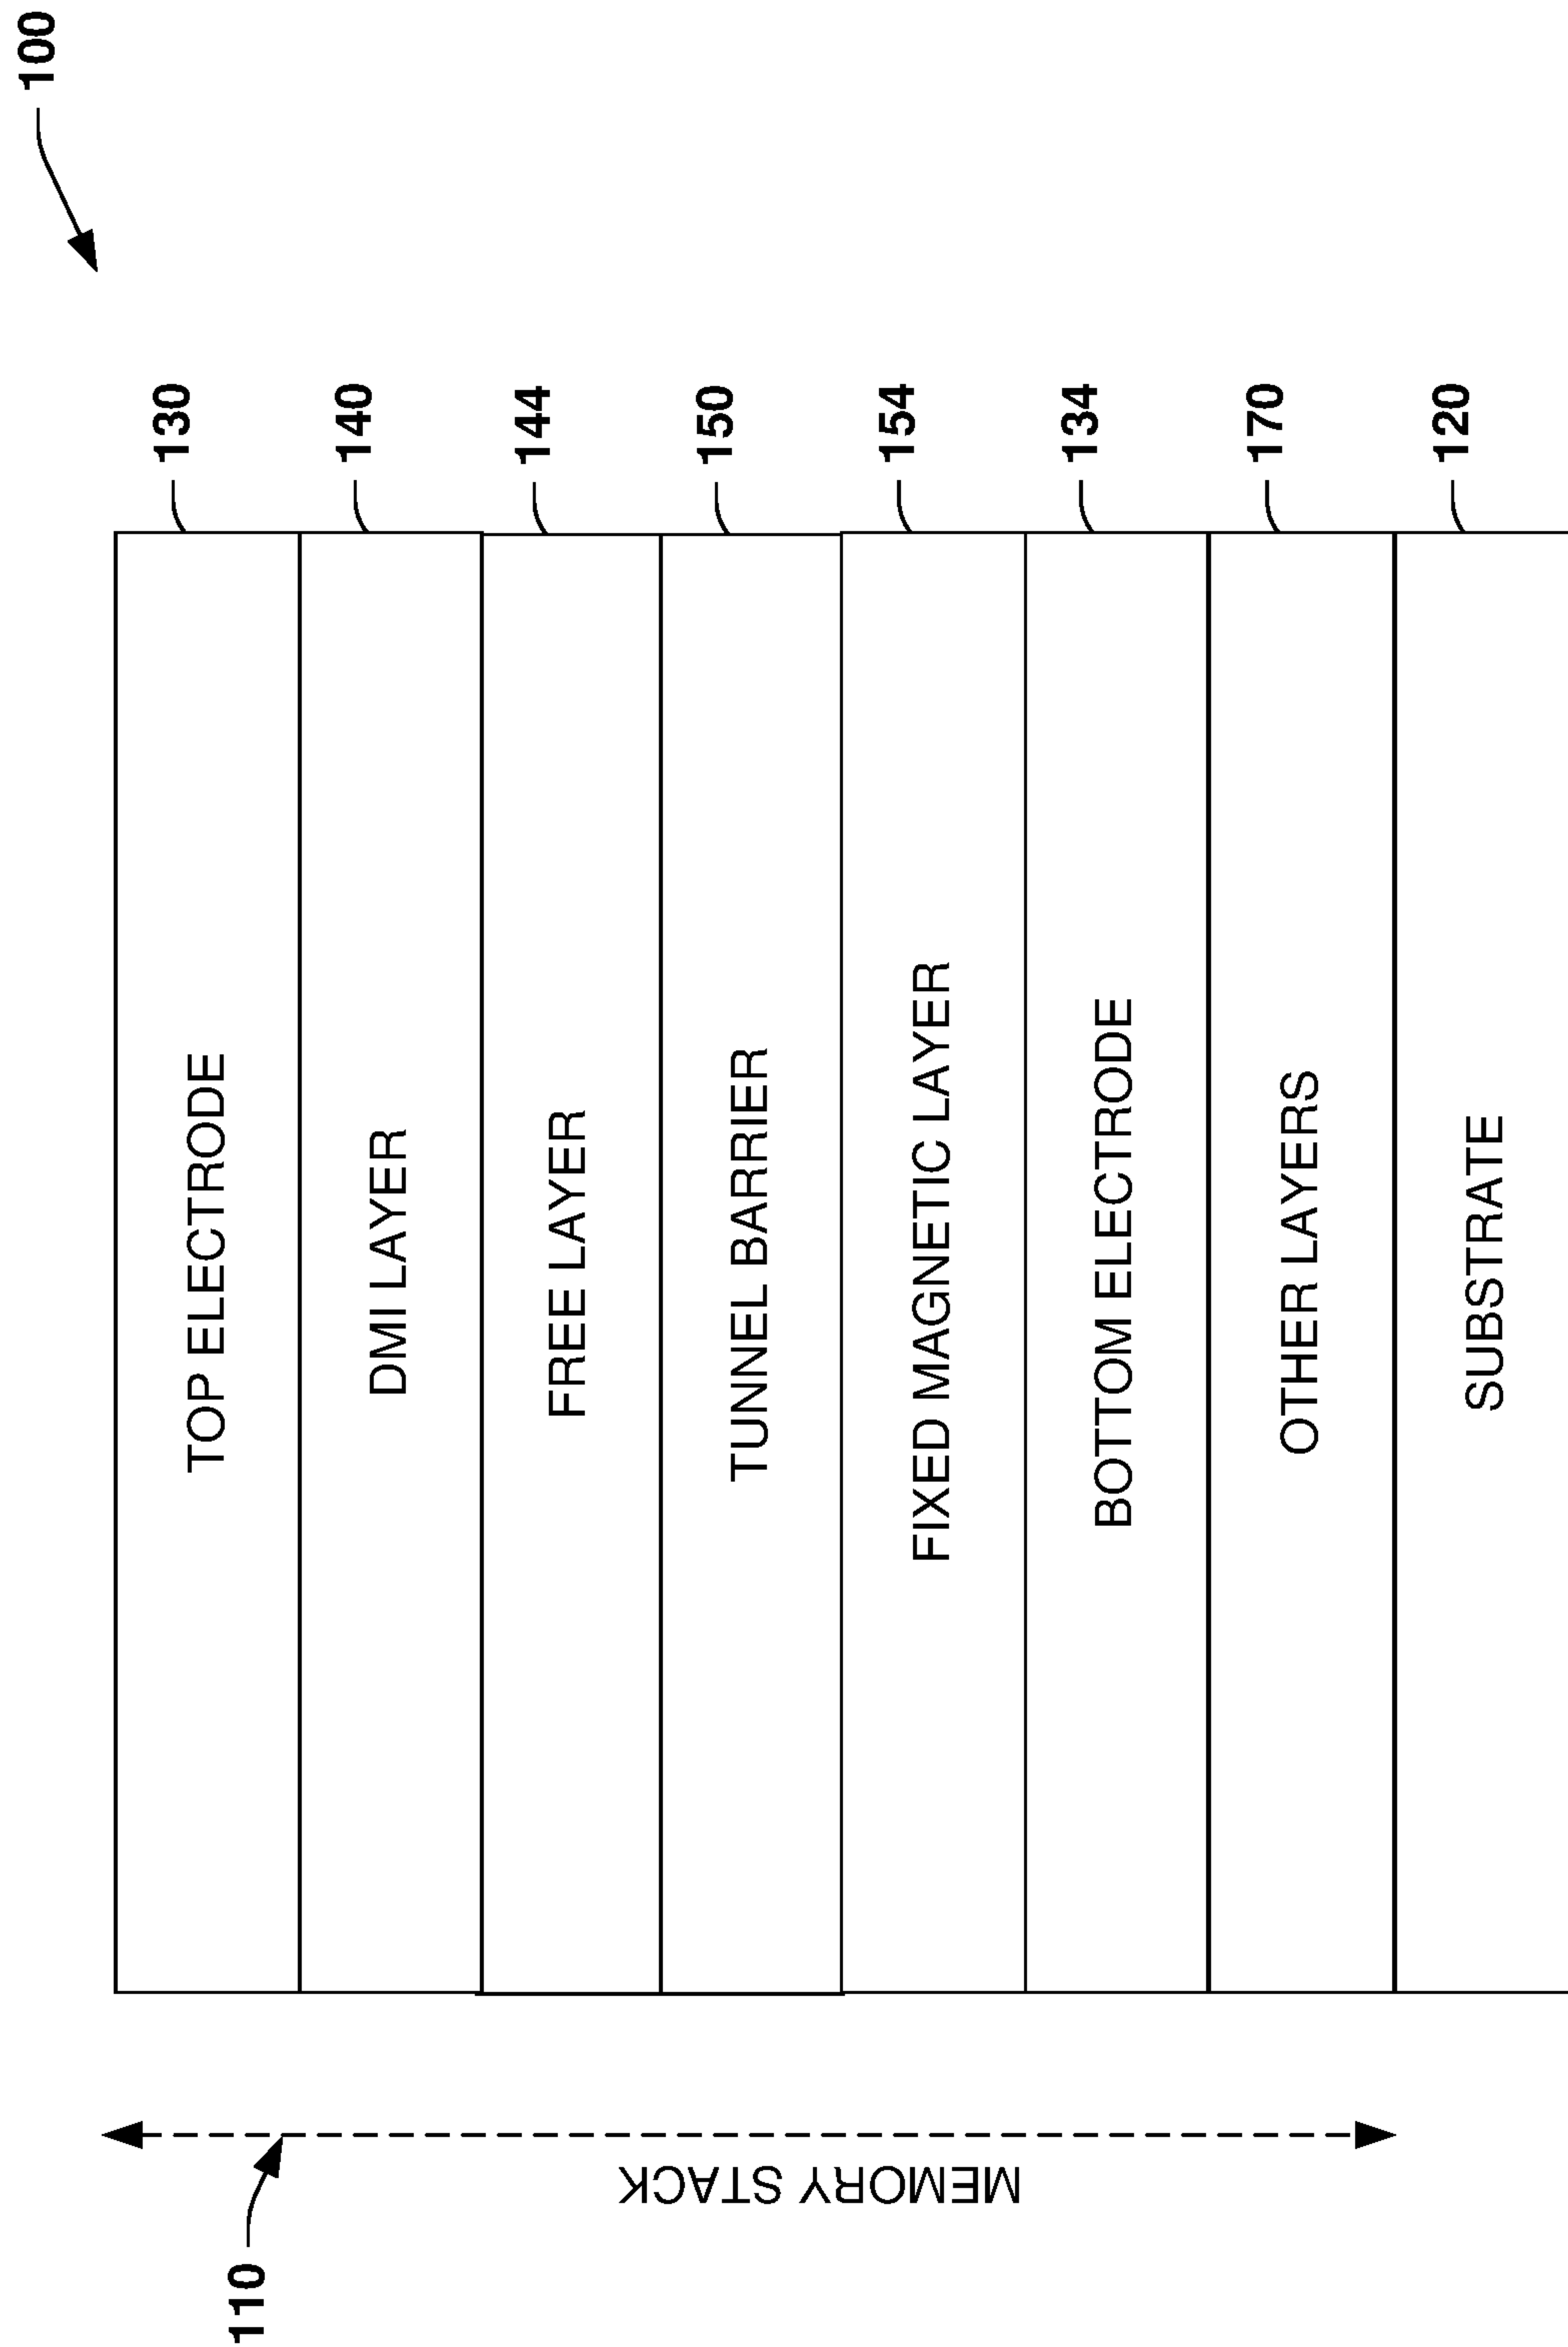 100
130
TOP ELECTRODE
140
DMI LAYER
144
FREE LAYER
150
TUNNEL BARRIER
154
FIXED MAGNETIC LAYER
134
BOTTOM ELECTRODE
170
OTHER LAYERS
120
SUBSTRATE
110
MEMORY STACK